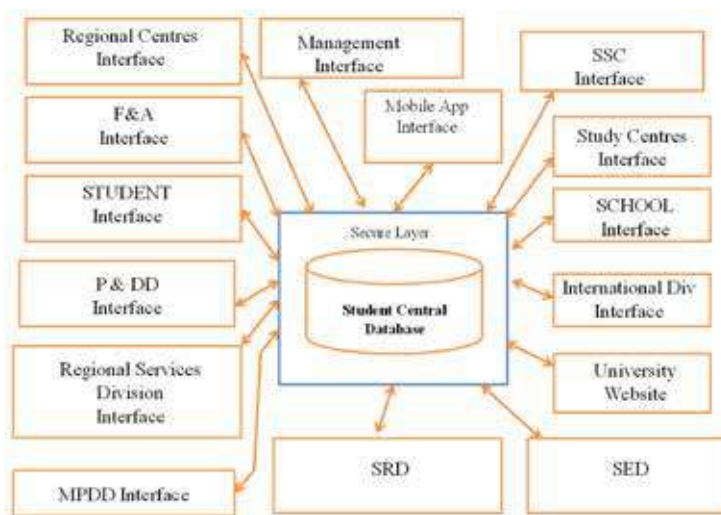 Regional Centres
Interface
Management
Interface
SSC
Interface
F&A
Interface
Mobile App
Interface
Study Centres
Interface
STUDENT
Interface
SCHOOL
Interface
Secure Layer
Student Central
Database
P & DD
Interface
International Div
Interface
Regional Services
Division
Interface
University
Website
MPDD Interface
SRD
SED